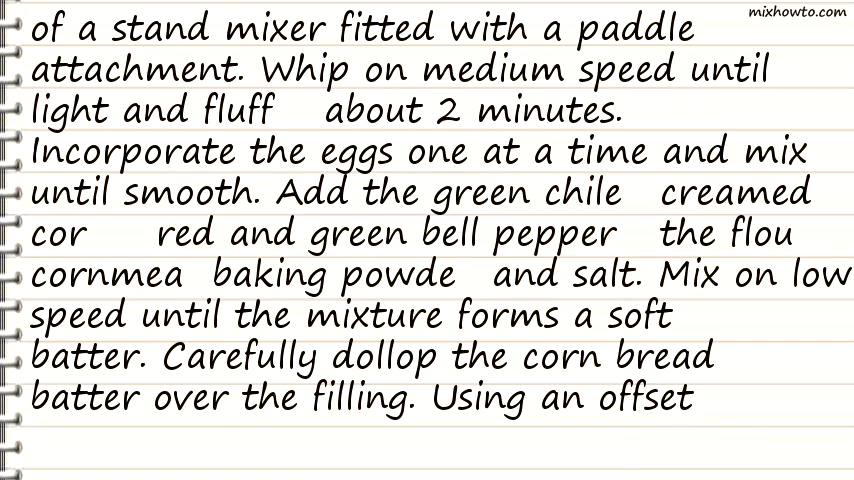 mixhowto.com
of a stand mixer fitted with a paddle
attachment. Whip on medium speed until
light and fluff about 2 minutes.
Incorporate the eggs one at a time and mix
until smooth. Add the green chile creamed
cor red and green bell pepper the flou
cornmea baking powde and salt. Mix on low
speed until the mixture forms a soft
batter. Carefully dollop the corn bread
batter over the filling. Using an offset